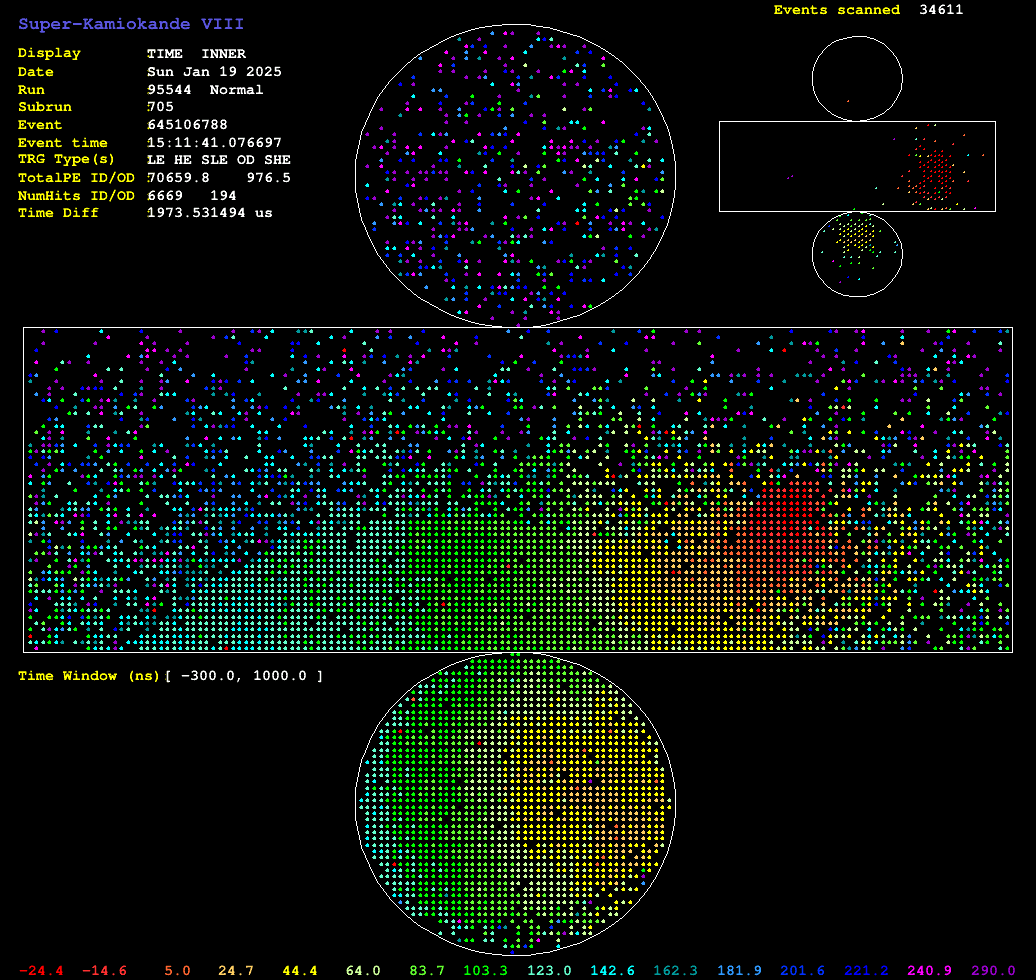 Super-Kamiokande VIII
Events scanned 34611
Display TIME INNER
Date Sun Jan 19 2025
Run 95544 Normal
Subrun 705
Event 645106788
Event time 15:11:41.076697
TRG Type(s) LE HE SLE OD SHE
TotalPE ID/OD 70659.8 976.5
NumHits ID/OD 6669 194
Time Diff 1973.531494 us
Time Window (ns)[ -300.0, 1000.0 ]
-24.4 -14.6 5.0 24.7 44.4 64.0 83.7 103.3 123.0 142.6 162.3 181.9 201.6 221.2 240.9 290.0